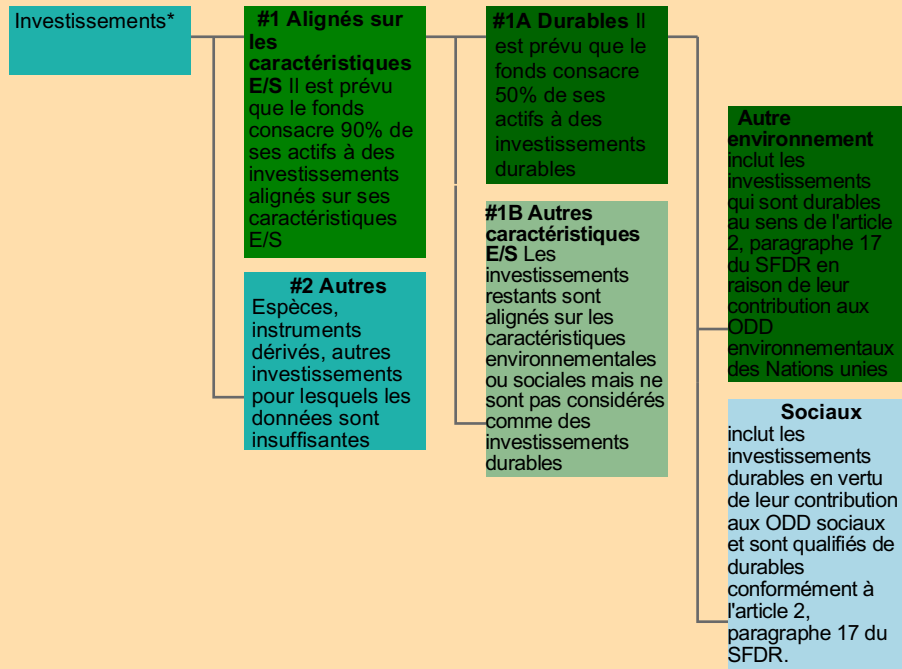 Investissements*
#1 Alignés sur
les
caractéristiques
E/S Il est prévu
que le fonds
consacre 90% de
ses actifs à des
investissements
alignés sur ses
caractéristiques
E/S
#2 Autres
Espèces,
instruments
dérivés, autres
investissements
pour lesquels les
données sont
insuffisantes
#1A Durables Il
est prévu que le
fonds consacre
50% de ses
actifs à des
investissements
durables
#1B Autres
caractéristiques
E/S Les
investissements
restants sont
alignés sur les
caractéristiques
environnementales
ou sociales mais ne
sont pas considérés
comme des
investissements
durables
Autre
environnement
inclut les
investissements
qui sont durables
au sens de l'article
2, paragraphe 17
du SFDR en
raison de leur
contribution aux
ODD
environnementaux
des Nations unies
Sociaux
inclut les
investissements
durables en vertu
de leur contribution
aux ODD sociaux
et sont qualifiés de
durables
conformément à
l'article 2,
paragraphe 17 du
SFDR.